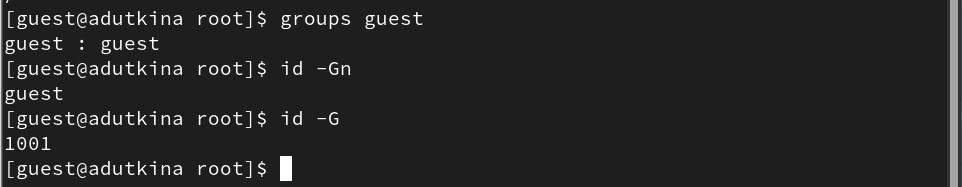 [guest@adutkina root]$ groups guest
guest : guest
[guest@adutkina root]$ id -Gn
guest
[guest@adutkina root]$ id -G
1001
[guest@adutkina root]$